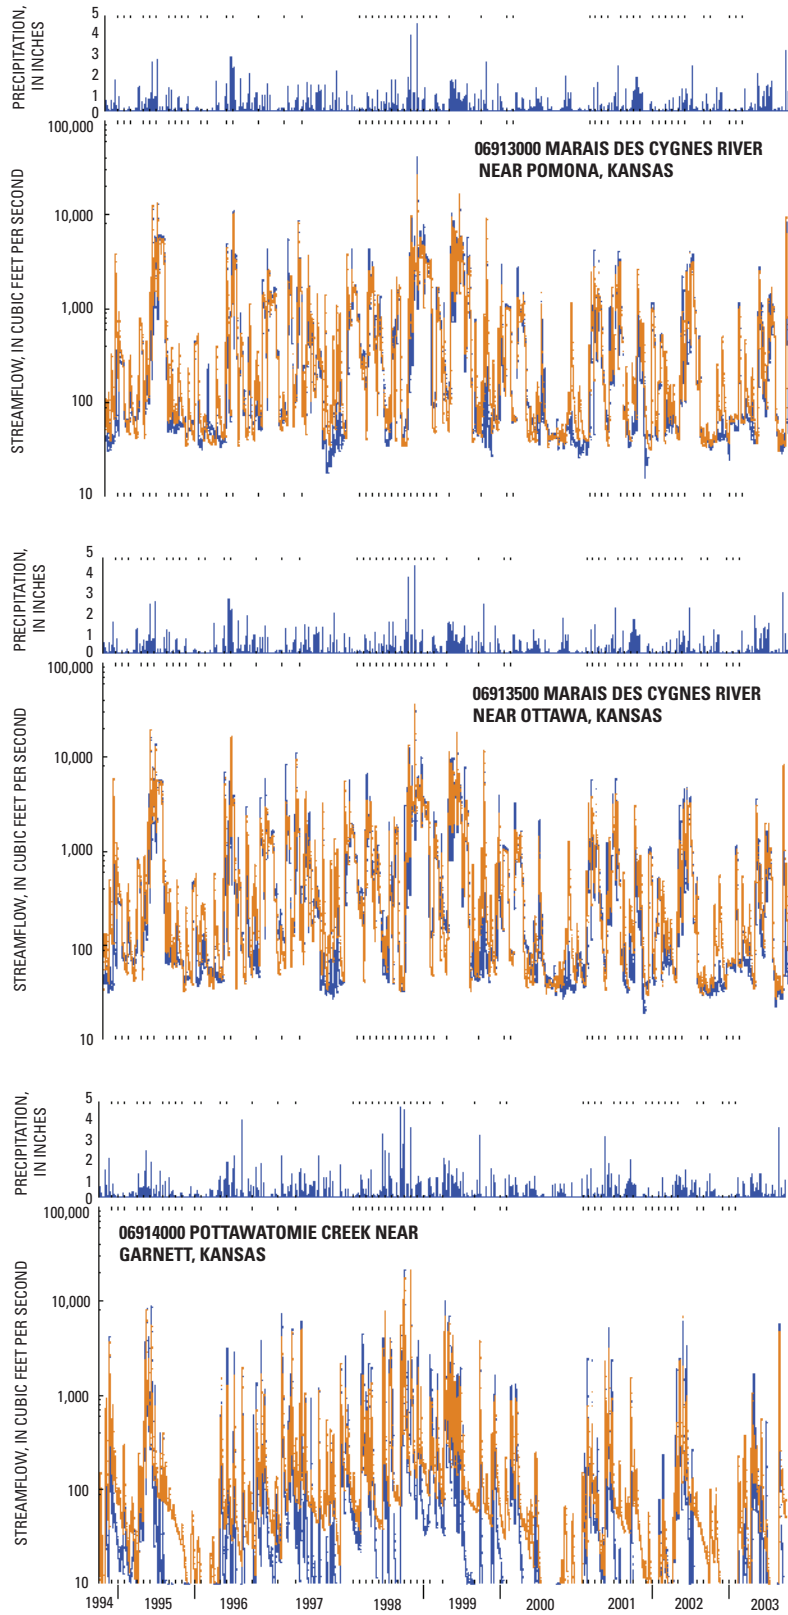 PRECIPITATION,
IN INCHES
5
4
3
2
1
0
STREAMFLOW, IN CUBIC FEET PER SECOND
100,000
10,000
1,000
100
10
06913000 MARAIS DES CYGNES RIVER
NEAR POMONA, KANSAS
PRECIPITATION,
IN INCHES
5
4
3
2
1
0
STREAMFLOW, IN CUBIC FEET PER SECOND
100,000
10,000
1,000
100
10
06913500 MARAIS DES CYGNES RIVER
NEAR OTTAWA, KANSAS
PRECIPITATION,
IN INCHES
5
4
3
2
1
0
STREAMFLOW, IN CUBIC FEET PER SECOND
100,000
10,000
1,000
100
10
06914000 POTTAWATOMIE CREEK NEAR
GARNETT, KANSAS
1994 1995 1996 1997 1998 1999 2000 2001 2002 2003